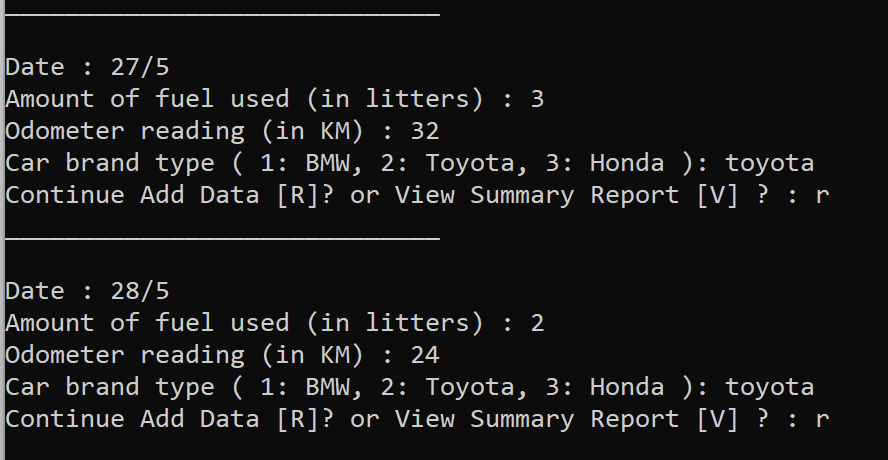 _____________________________
Date : 27/5
Amount of fuel used (in litters) : 3
Odometer reading (in KM) : 32
Car brand type ( 1: BMW, 2: Toyota, 3: Honda ): toyota
Continue Add Data [R]? or View Summary Report [V] ? : r
_____________________________
Date : 28/5
Amount of fuel used (in litters) : 2
Odometer reading (in KM) : 24
Car brand type ( 1: BMW, 2: Toyota, 3: Honda ): toyota
Continue Add Data [R]? or View Summary Report [V] ? : r